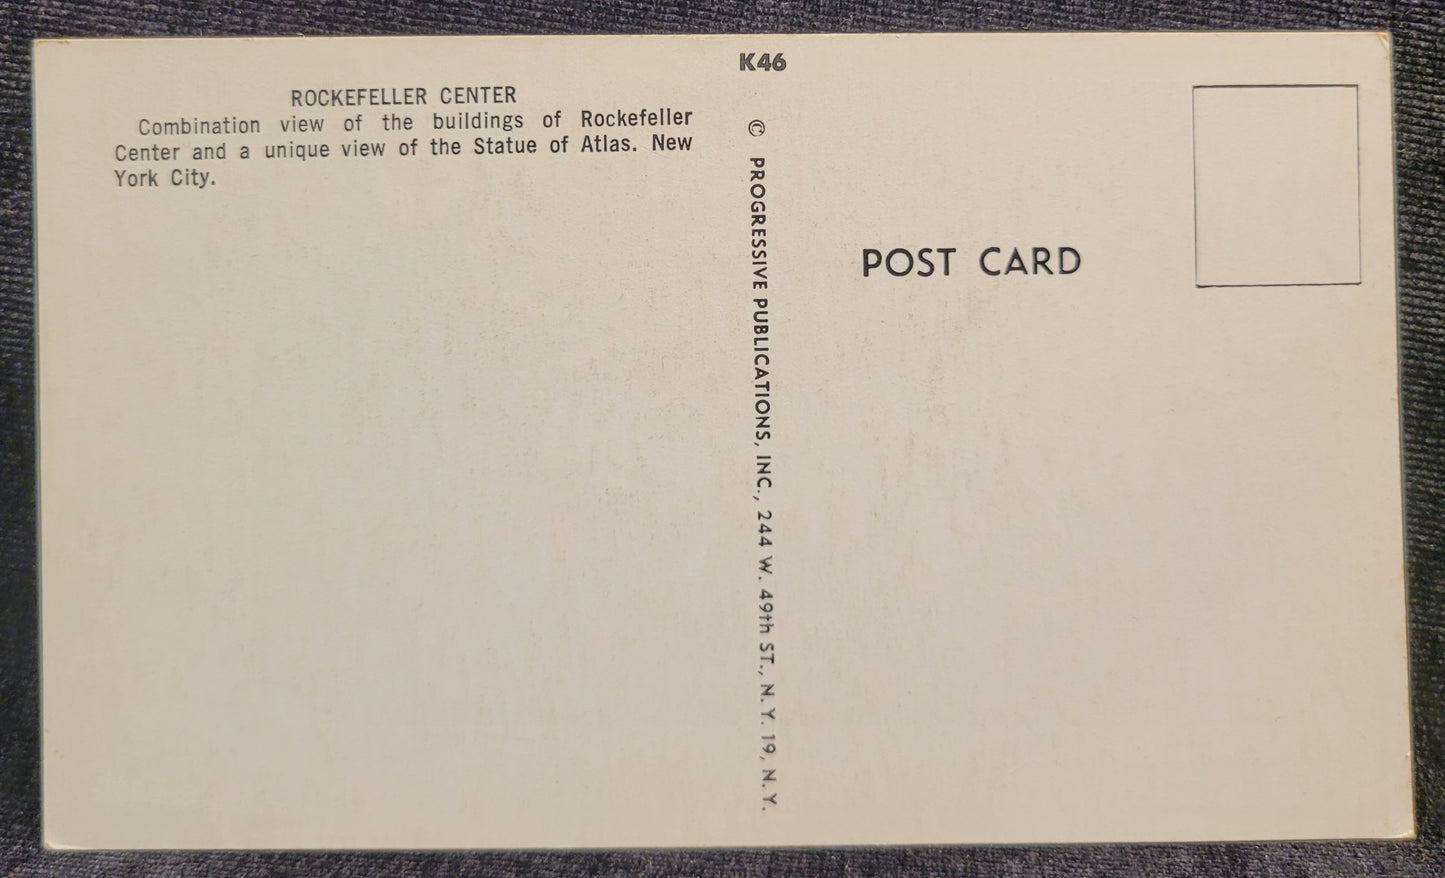 K46
ROCKEFELLER CENTER
Combination view of the buildings of Rockefeller
Center and a unique view of the Statue of Atlas. New
York City.
© PROGRESSIVE PUBLICATIONS, INC., 244 W. 49th ST., N. Y. 19, N. Y.
POST CARD